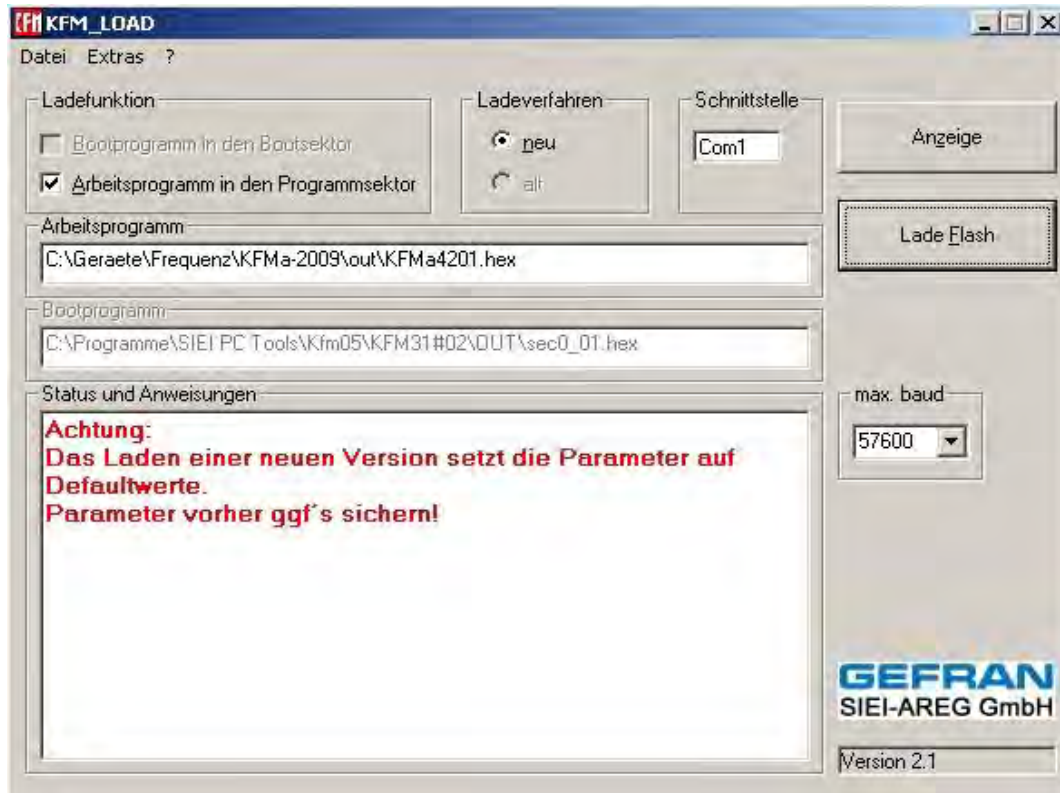 KFM_LOAD
Datei Extras ?
Ladefunktion
Bootprogramm in den Bootsektor
Arbeitsprogramm in den Programmsektor
Ladeverfahren
neu
alt
Schnittstelle
Com1
Anzeige
Lade Flash
Arbeitsprogramm
C:\Geraete\Frequenz\KFMa-2009\out\KFMa4201.hex
Bootprogramm
C:\Programme\SIEI PC Tools\Kfm05\KFM31#02\OUT\sec0_01.hex
Status und Anweisungen
Achtung:
Das Laden einer neuen Version setzt die Parameter auf
Defaultwerte.
Parameter vorher ggf´s sichern!
max. baud
57600
GEFRAN
SIEI-AREG GmbH
Version 2.1